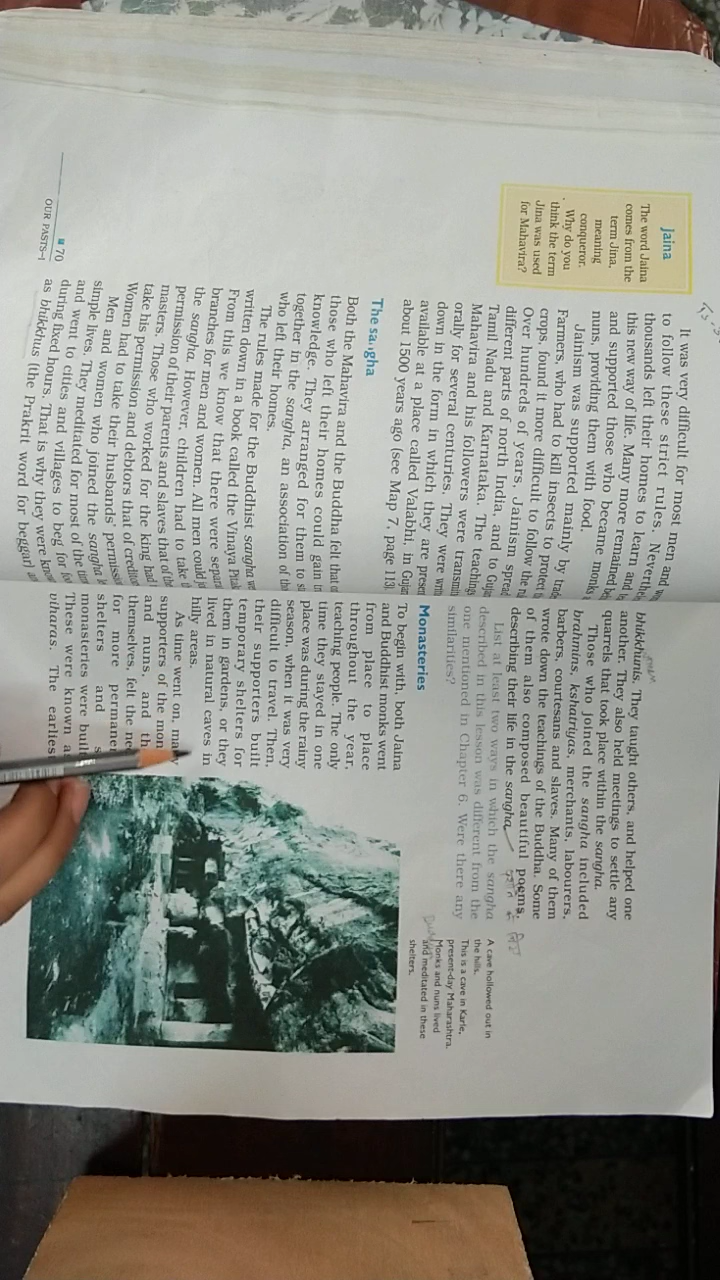 Jaina
The word Jaina
comes from the
term Jina,
meaning
conqueror.
Why do you
think the term
Jina was used
for Mahavira?
It was very difficult for most men and
to follow these strict rules.
thousands left their homes to learn and
this new way of life. Many more remained
and supported those who became monks
nuns, providing them with food.
Jainism was supported mainly by
Farmers, who had to kill insects to protect
crops, found it more difficult to follow the
Over hundreds of years, Jainism spread
different parts of north India, and to
Tamil Nadu and Karnataka. The
Mahavira and his followers were
orally for several centuries. They were
down in the form in which they are
available at a place called Valabhi, in
about 1500 years ago (see Map 7, page 113).
The sangha
Both the Mahavira and the Buddha felt that
those who left their homes could gain
knowledge. They arranged for them to
together in the sangha, an association of
who left their homes.
The rules made for the Buddhist sangha
written down in a book called the Vinaya
From this we know that there were
branches for men and women. All men could
the sangha. However, children had to take
permission of their parents and slaves that of
masters. Those who worked for the king had
take his permission and debtors that of
Women had to take their husbands'
Men and women who joined the sangha
simple lives. They meditated for most of the
and went to cities and villages to beg for
during fixed hours. That is why they were
as bhikkhus (the Prakrit word for beggar)
70
OUR PASTS–I
bhikkhunis. They taught others, and helped one
another. They also held meetings to settle any
quarrels that took place within the sangha.
Those who joined the sangha included
brahmins, kshatriyas, merchants, labourers,
barbers, courtesans and slaves. Many of them
wrote down the teachings of the Buddha. Some
of them also composed beautiful poems,
describing their life in the sangha.
List at least two ways in which the sangha
described in this lesson was different from the
one mentioned in Chapter 6. Were there any
similarities?
Monasteries
To begin with, both Jaina
and Buddhist monks went
from place to place
throughout the year,
teaching people. The only
time they stayed in one
place was during the rainy
season, when it was very
difficult to travel. Then,
their supporters built
temporary shelters for
them in gardens, or they
lived in natural caves in
hilly areas.
As time went on,
supporters of the
and nuns, and
themselves, felt the
for more
shelters and
monasteries were
These were known
viharas. The
A cave hollowed out in
the hills.
This is a cave in Karle,
present-day Maharashtra.
Monks and nuns lived
and meditated in these
shelters.